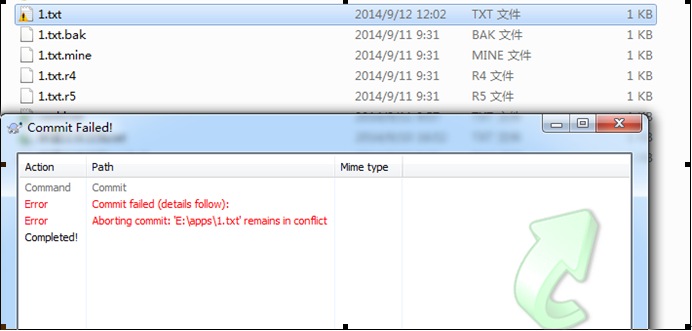 1.txt 2014/9/12 12:02 TXT 文件 1 KB
1.txt.bak 2014/9/11 9:31 BAK 文件 1 KB
1.txt.mine 2014/9/11 9:31 MINE 文件 1 KB
1.txt.r4 2014/9/11 9:31 R4 文件 1 KB
1.txt.r5 2014/9/11 9:31 R5 文件 1 KB
Commit Failed!
Action Path Mime type
Command Commit
Error Commit failed (details follow):
Error Aborting commit: 'E:\apps\1.txt' remains in conflict
Completed!